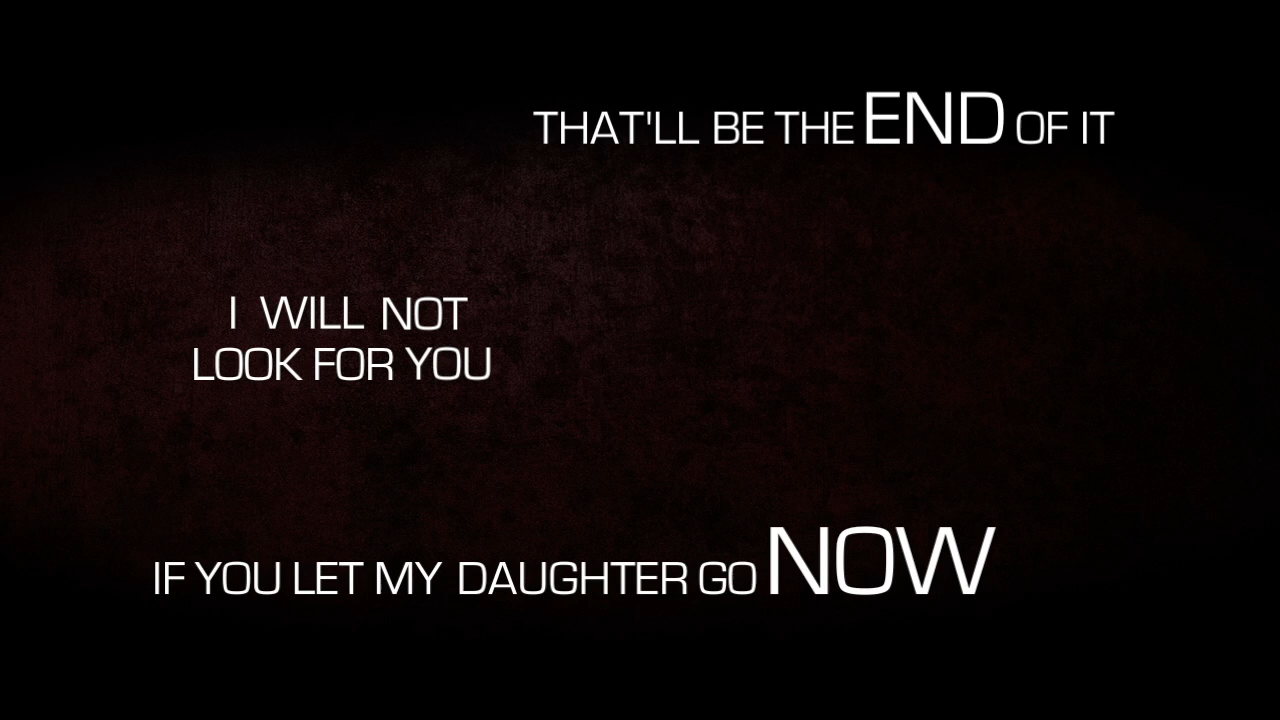 THAT'LL BE THE END OF IT
I WILL NOT
LOOK FOR YOU
IF YOU LET MY DAUGHTER GO NOW